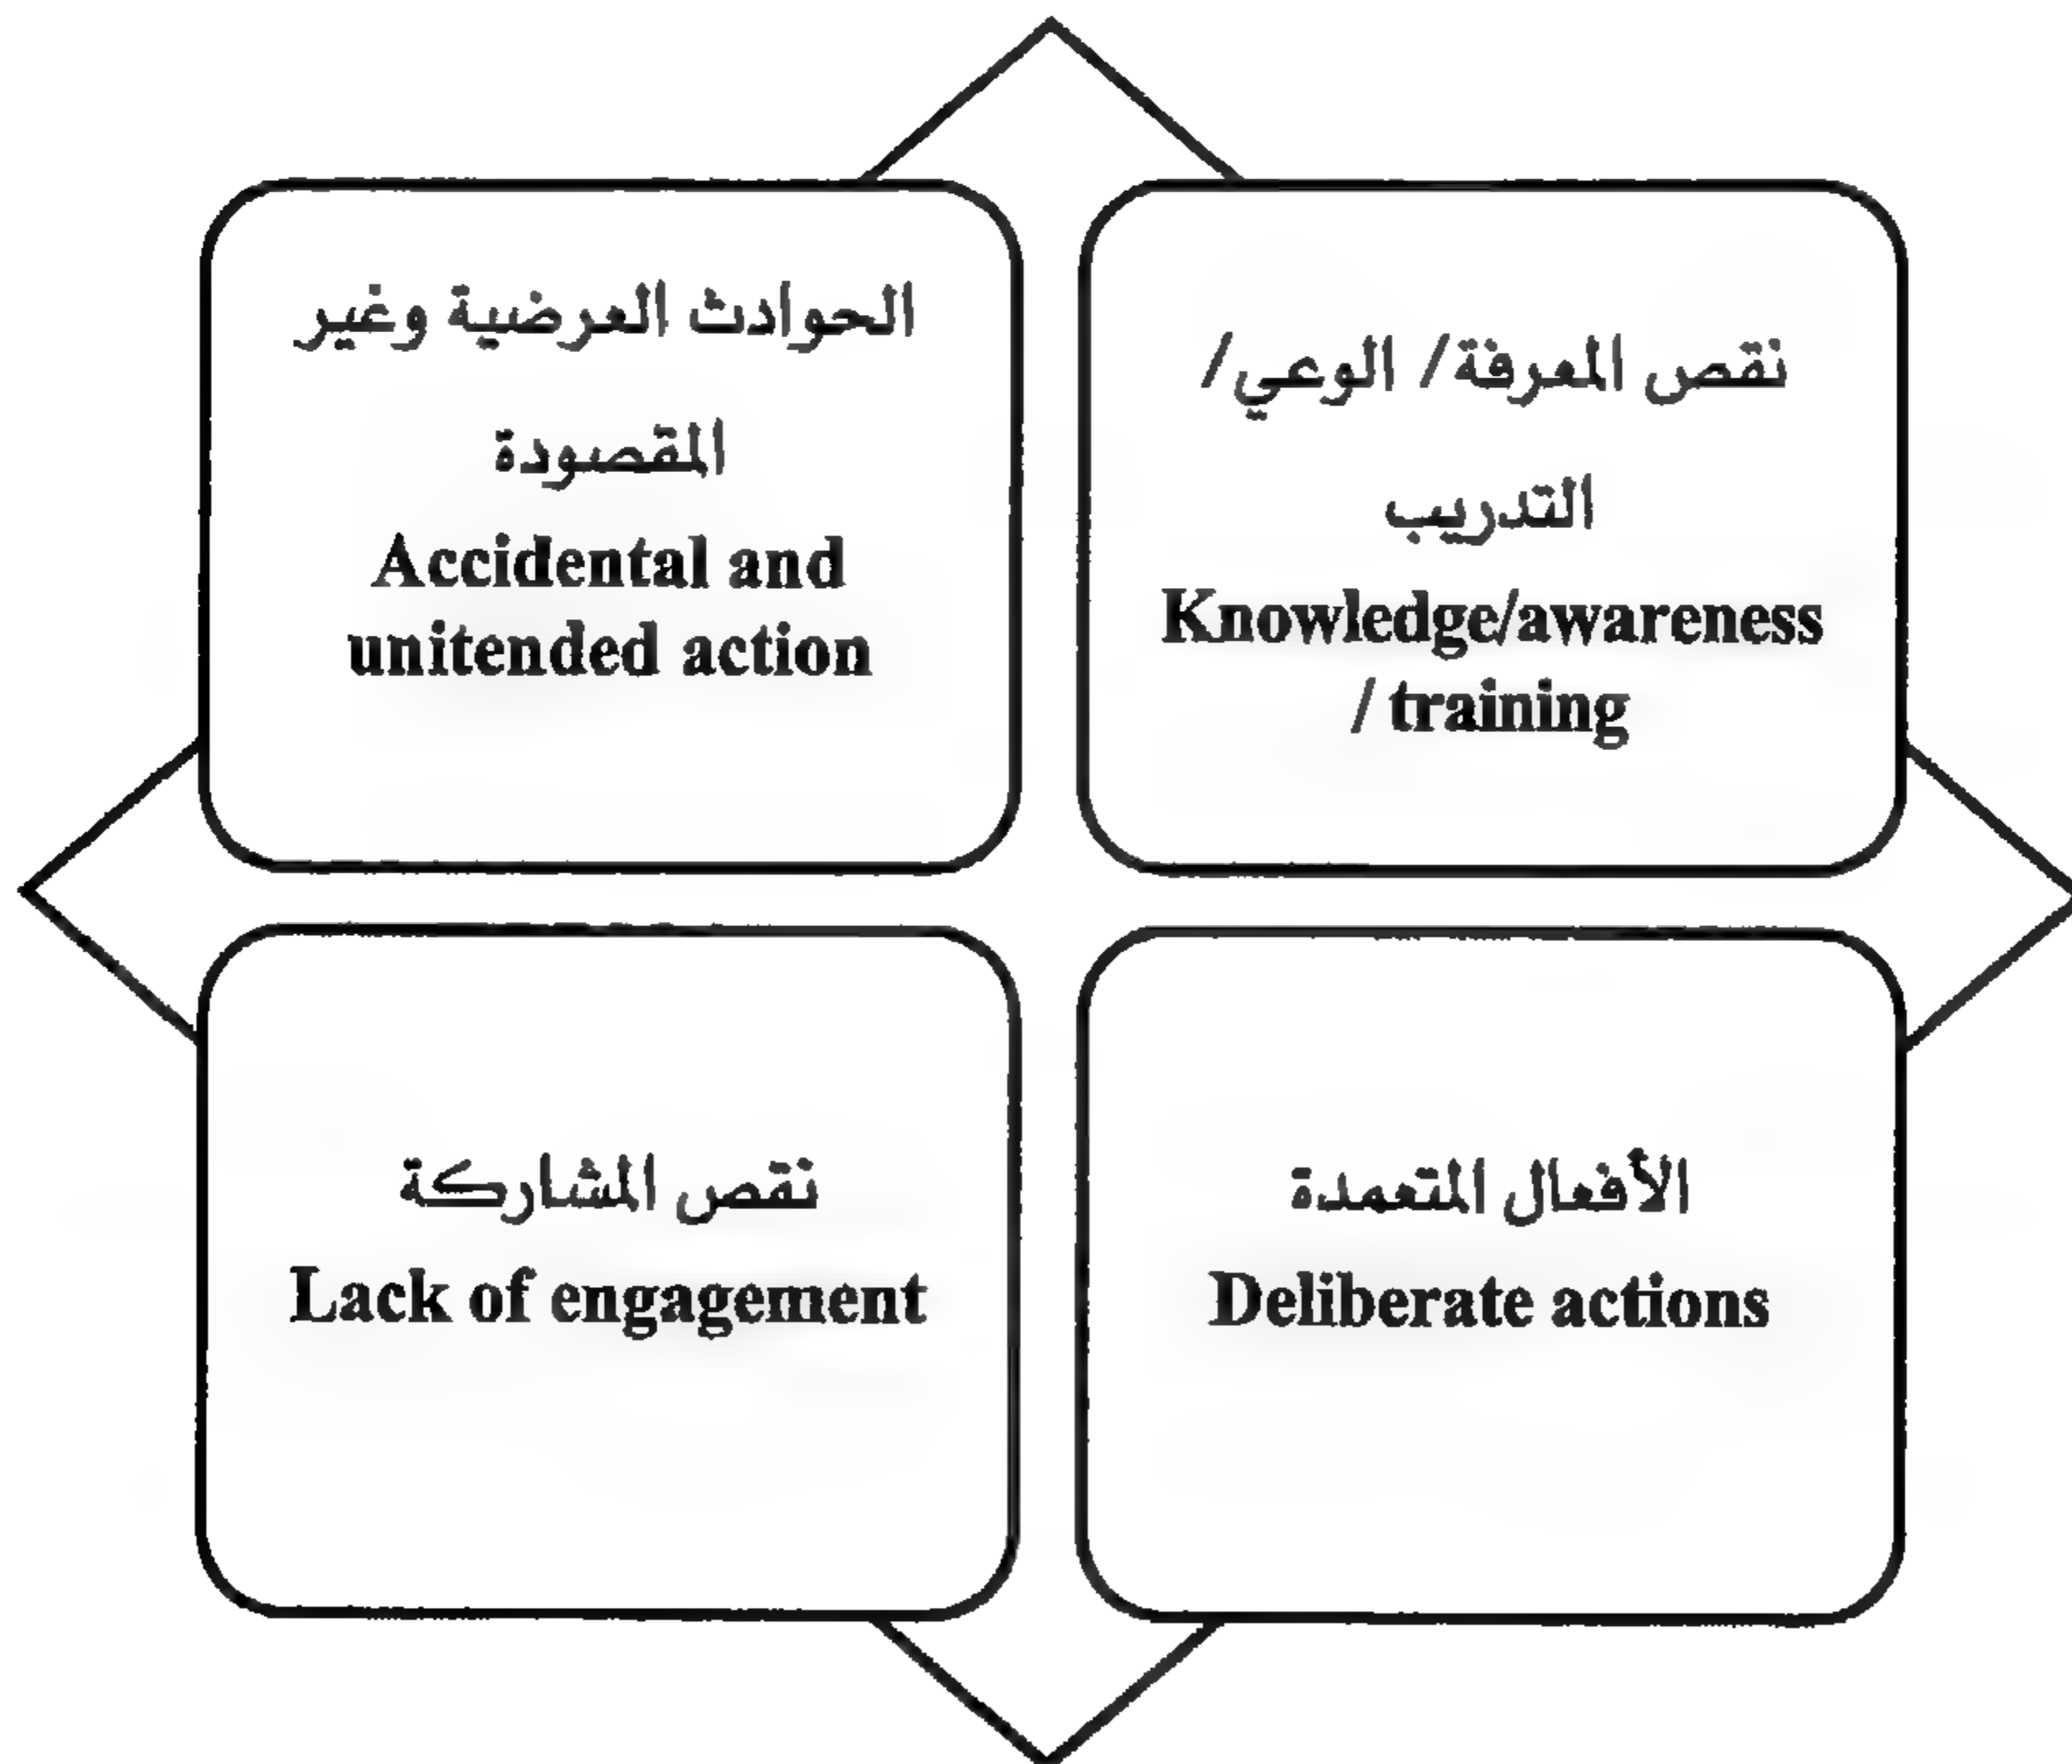 نقص المعرفة/ الوعي/
التدريب
Knowledge/awareness
/ training
الحوادث العرضية وغير
المقصودة
Accidental and
unitended action
الأفعال المتعمدة
Deliberate actions
نقص المشاركة
Lack of engagement